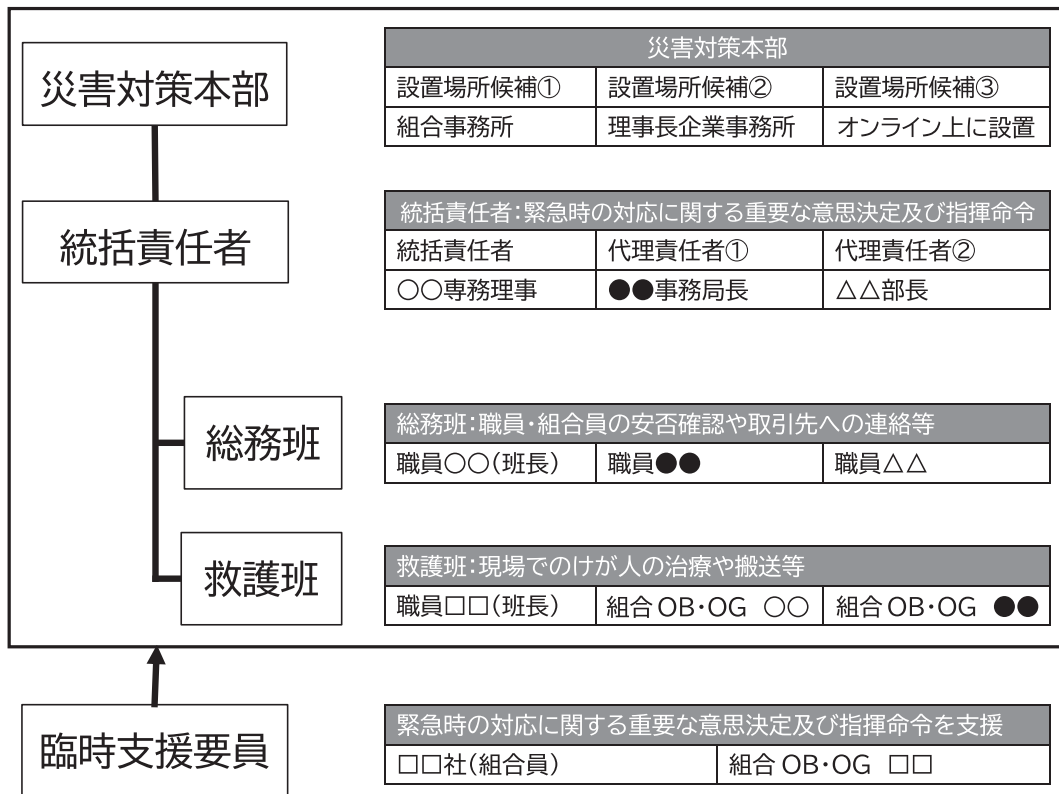 災害対策本部
災害対策本部
設置場所候補① 設置場所候補② 設置場所候補③
組合事務所 理事長企業事務所 オンライン上に設置
統括責任者
統括責任者：緊急時の対応に関する重要な意思決定及び指揮命令
統括責任者 代理責任者① 代理責任者②
○○専務理事 ●●事務局長 △△部長
総務班
総務班：職員・組合員の安否確認や取引先への連絡等
職員○○（班長） 職員●● 職員△△
救護班
救護班：現場でのけが人の治療や搬送等
職員□□（班長） 組合OB・OG ○○ 組合OB・OG ●●
臨時支援要員
緊急時の対応に関する重要な意思決定及び指揮命令を支援
□□社（組合員） 組合OB・OG □□